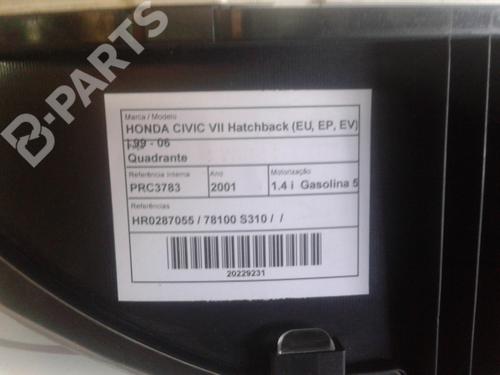 B-PARTS
Marca / Modelo
HONDA CIVIC VII Hatchback (EU, EP, EV)
| 99 - 06
Quadrante
Referência Interna Ano Motorização
PRC3783 2001 1.4 i Gasolina 5
Referências
HR0287055 / 78100 S310 / /
20229231